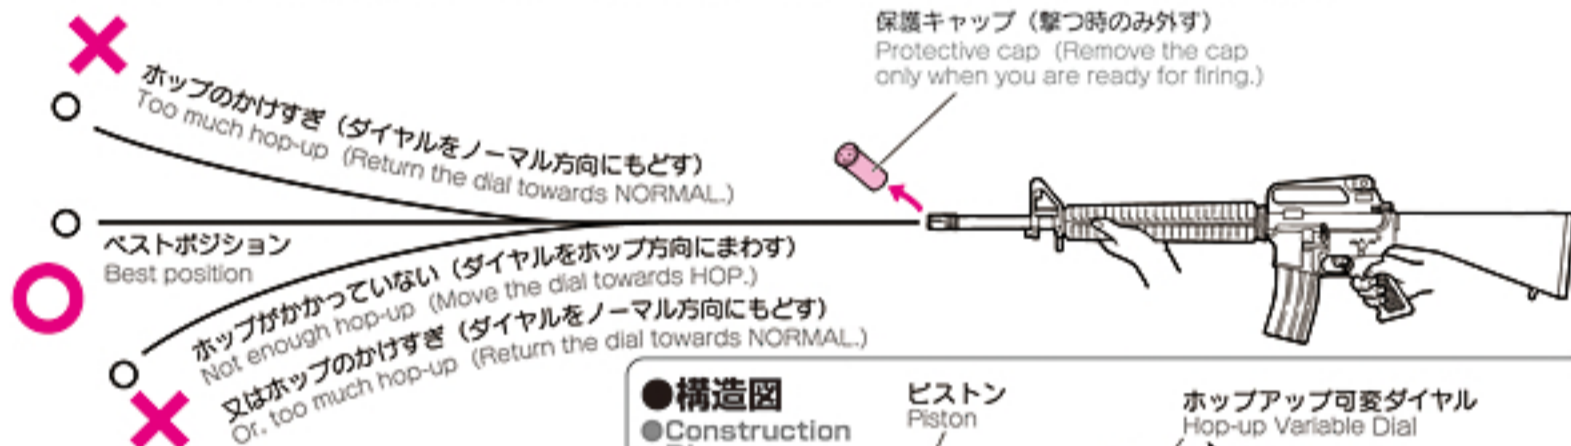 保護キャップ（撃つ時のみ外す）
Protective cap (Remove the cap
only when you are ready for firing.)
ホップのかけすぎ（ダイヤルをノーマル方向にもどす）
Too much hop-up (Return the dial towards NORMAL.)
ベストポジション
Best position
ホップがかかっていない（ダイヤルをホップ方向にまわす）
Not enough hop-up (Move the dial towards HOP.)
又はホップのかけすぎ（ダイヤルをノーマル方向にもどす）
Or, too much hop-up (Return the dial towards NORMAL.)
●構造図
●Construction
ピストン
Piston
ホップアップ可変ダイヤル
Hop-up Variable Dial